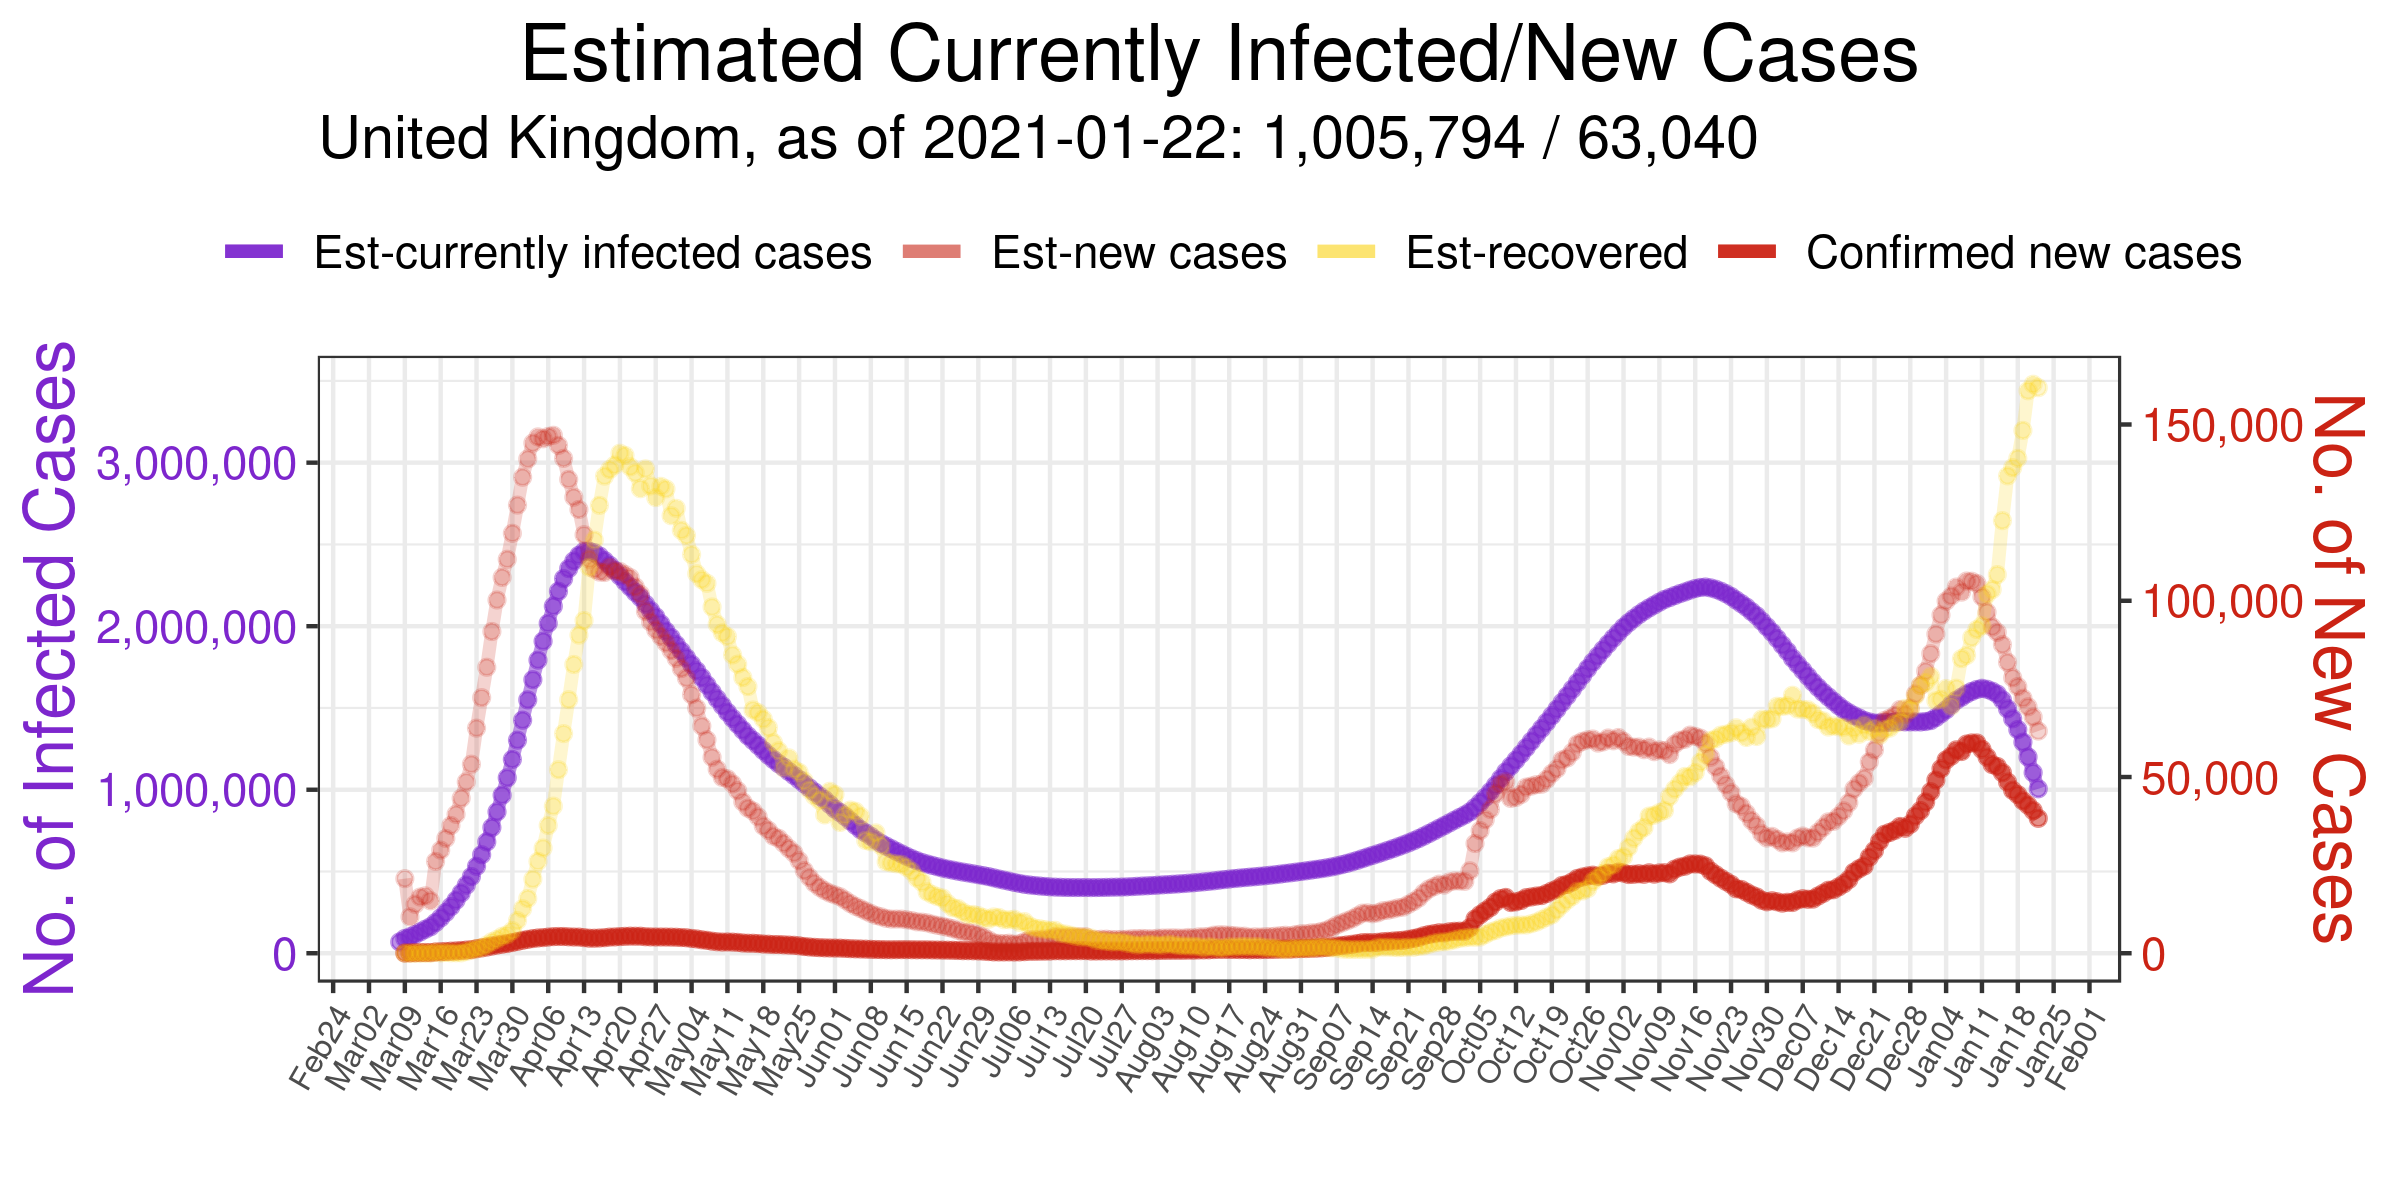 Estimated Currently Infected/New Cases
United Kingdom, as of 2021-01-22: 1,005,794 / 63,040
Est-currently infected cases Est-new cases Est-recovered Confirmed new cases
No. of Infected Cases
3,000,000
2,000,000
1,000,000
0
150,000
100,000
50,000
0
No. of New Cases
Feb24 Mar02 Mar09 Mar16 Mar23 Mar30 Apr06 Apr13 Apr20 Apr27 May04 May11 May18 May25 Jun01 Jun08 Jun15 Jun22 Jun29 Jul06 Jul13 Jul20 Jul27 Aug03 Aug10 Aug17 Aug24 Aug31 Sep07 Sep14 Sep21 Sep28 Oct05 Oct12 Oct19 Oct26 Nov02 Nov09 Nov16 Nov23 Nov30 Dec07 Dec14 Dec21 Dec28 Jan04 Jan11 Jan18 Jan25 Feb01